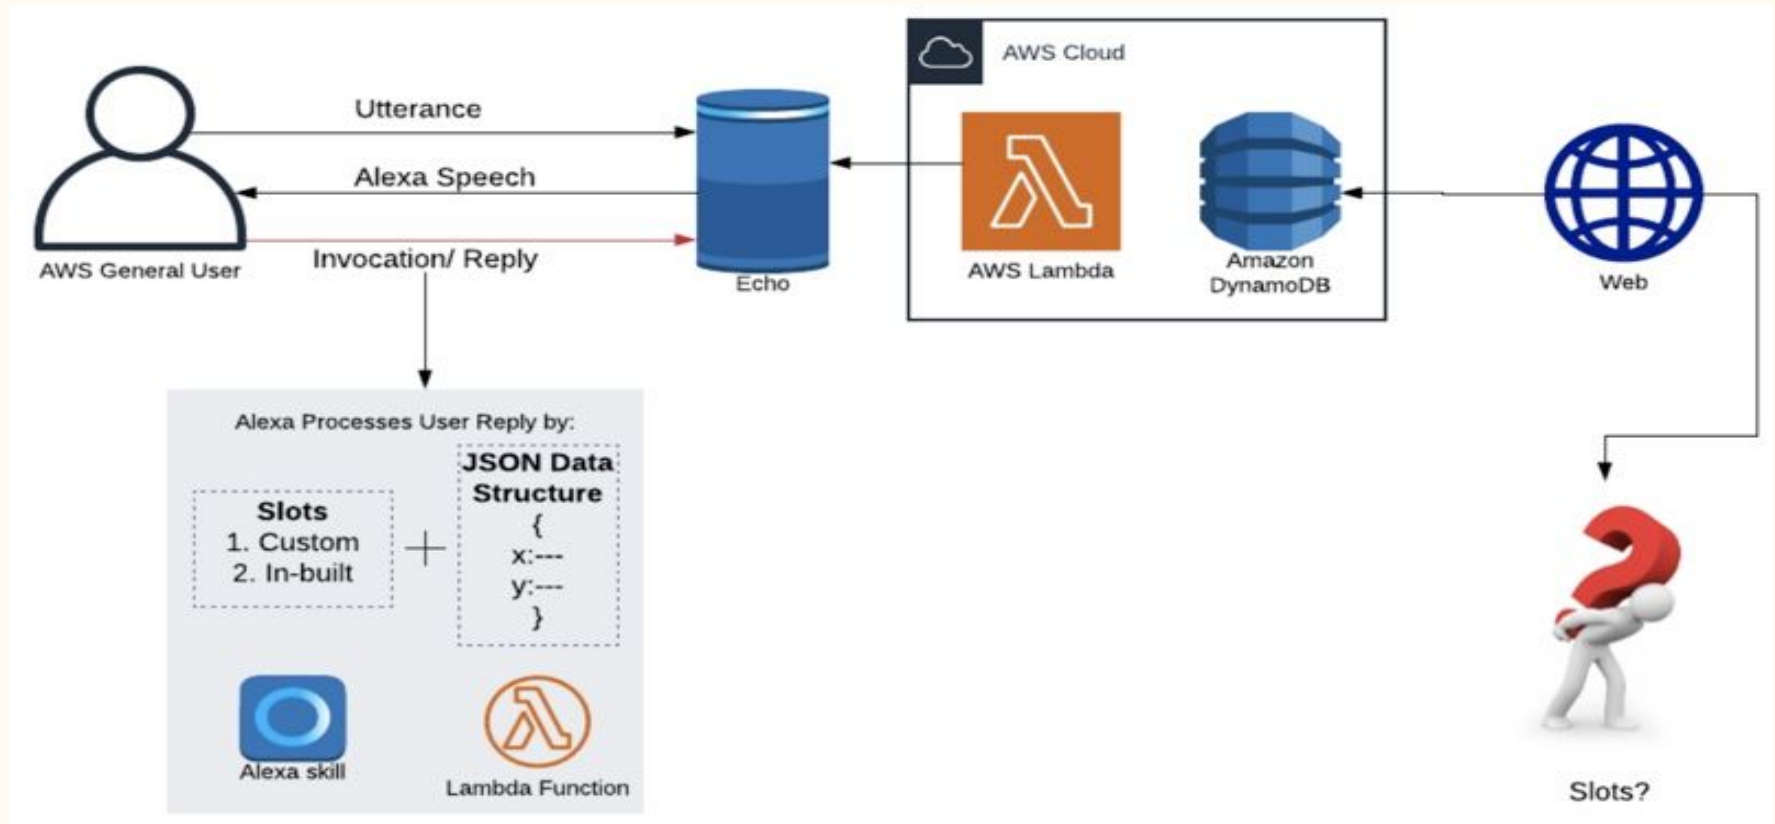 AWS Cloud
Utterance
Alexa Speech
Invocation/ Reply
AWS General User
Echo
AWS Lambda
Amazon
DynamoDB
Web
Alexa Processes User Reply by:
Slots
1. Custom
2. In-built
JSON Data
Structure
{
x:---
y:---
}
Alexa skill
Lambda Function
Slots?